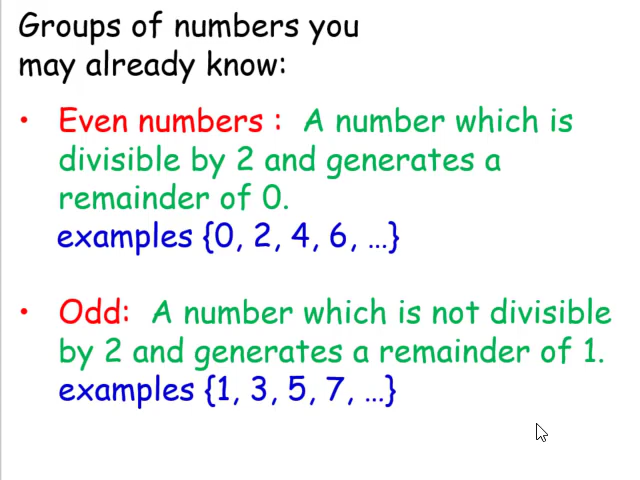 Groups of numbers you
may already know:
• Even numbers : A number which is
divisible by 2 and generates a
remainder of 0.
examples {0, 2, 4, 6, …}
• Odd: A number which is not divisible
by 2 and generates a remainder of 1.
examples {1, 3, 5, 7, …}